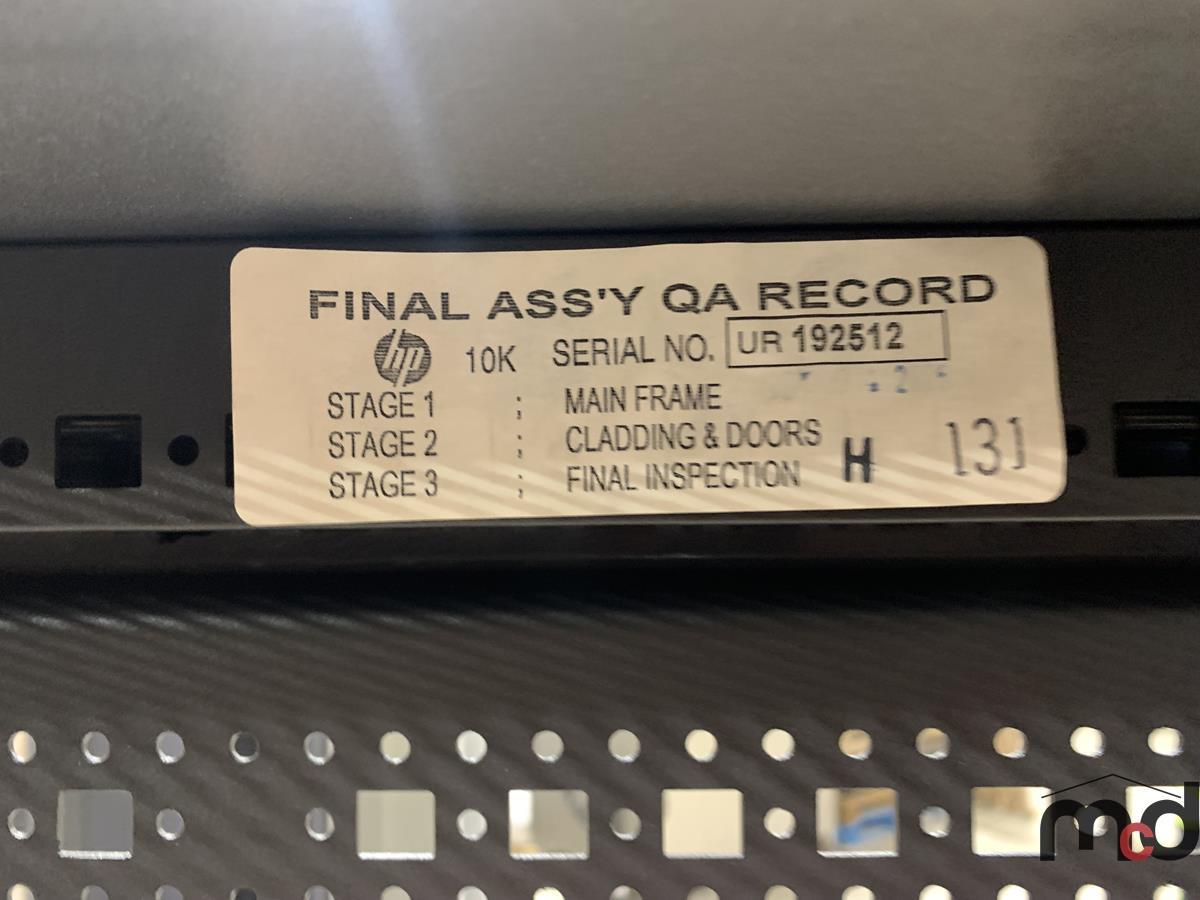 FINAL ASS'Y QA RECORD
hp 10K SERIAL NO. UR 192512
STAGE 1 ; MAIN FRAME
STAGE 2 ; CLADDING & DOORS
STAGE 3 ; FINAL INSPECTION H 131
mcd